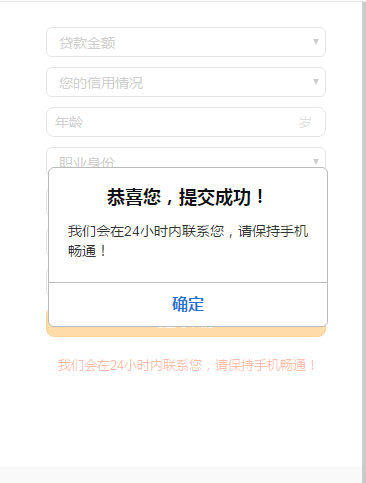 贷款金额
您的信用情况
年龄 岁
职业身份
恭喜您，提交成功！
我们会在24小时内联系您，请保持手机
畅通！
确定
我们会在24小时内联系您，请保持手机畅通！